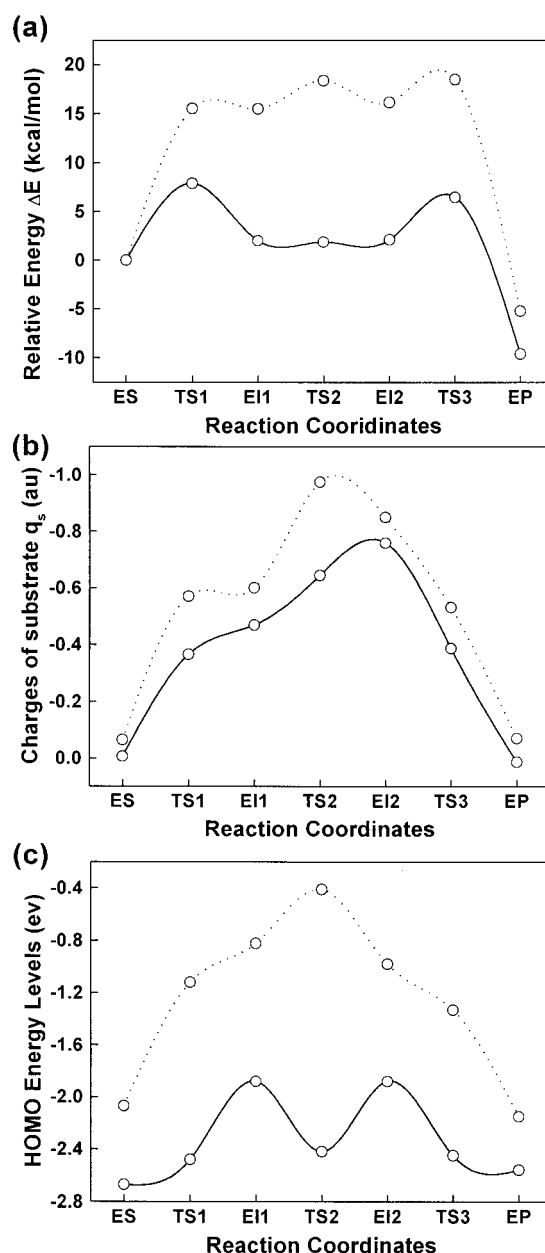 (a)
Relative Energy ΔE (kcal/mol)
20
15
10
5
0
-5
-10
ES TS1 EI1 TS2 EI2 TS3 EP
Reaction Cooridinates
(b)
Charges of substrate qs (au)
-1.0
-0.8
-0.6
-0.4
-0.2
0.0
ES TS1 EI1 TS2 EI2 TS3 EP
Reaction Coordinates
(c)
HOMO Energy Levels (ev)
-0.4
-0.8
-1.2
-1.6
-2.0
-2.4
-2.8
ES TS1 EI1 TS2 EI2 TS3 EP
Reaction Coordinates